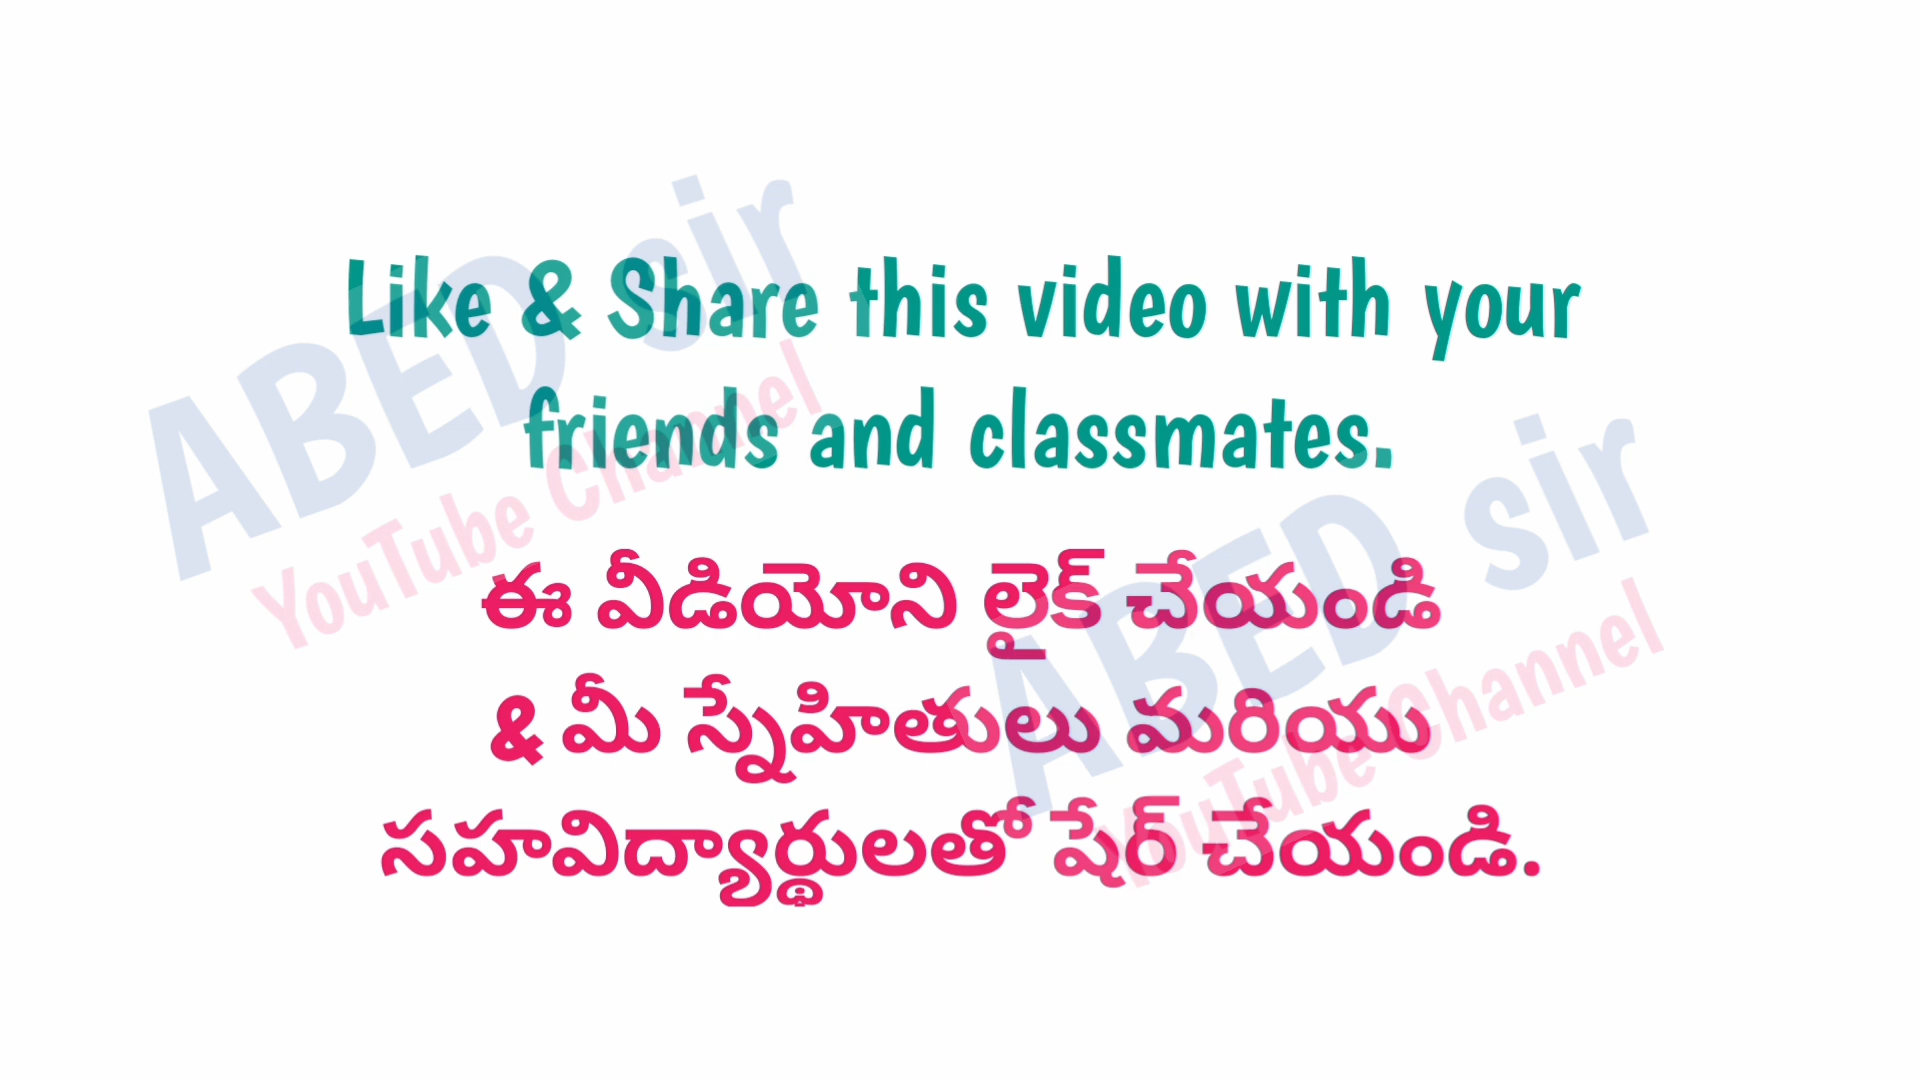 Like & Share this video with your
friends and classmates.
ఈ వీడియోని లైక్ చేయండి
& మీ స్నేహితులు మరియు
సహవిద్యార్థులతో షేర్ చేయండి.
ABED sir
YouTube Channel
ABED sir
YouTube Channel